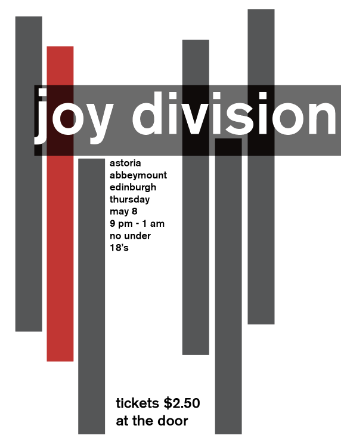 joy division
astoria
abbeymount
edinburgh
thursday
may 8
9 pm - 1 am
no under
18's
tickets $2.50
at the door